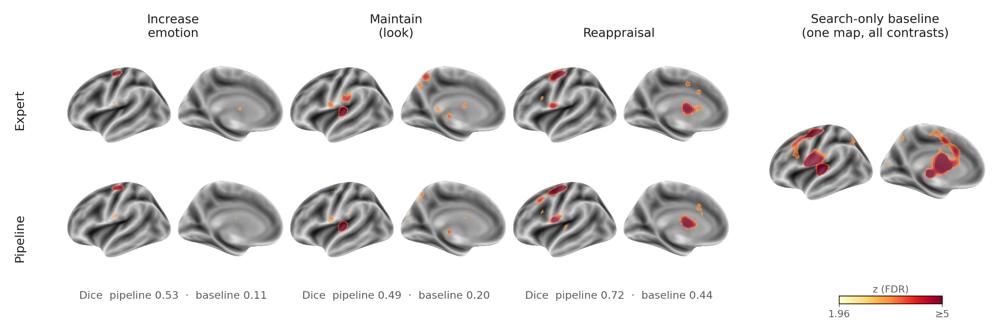 Increase
emotion
Maintain
(look)
Reappraisal
Search-only baseline
(one map, all contrasts)
Expert
Pipeline
Dice  pipeline 0.53  ·  baseline 0.11
Dice  pipeline 0.49  ·  baseline 0.20
Dice  pipeline 0.72  ·  baseline 0.44
z (FDR)
1.96
≥5